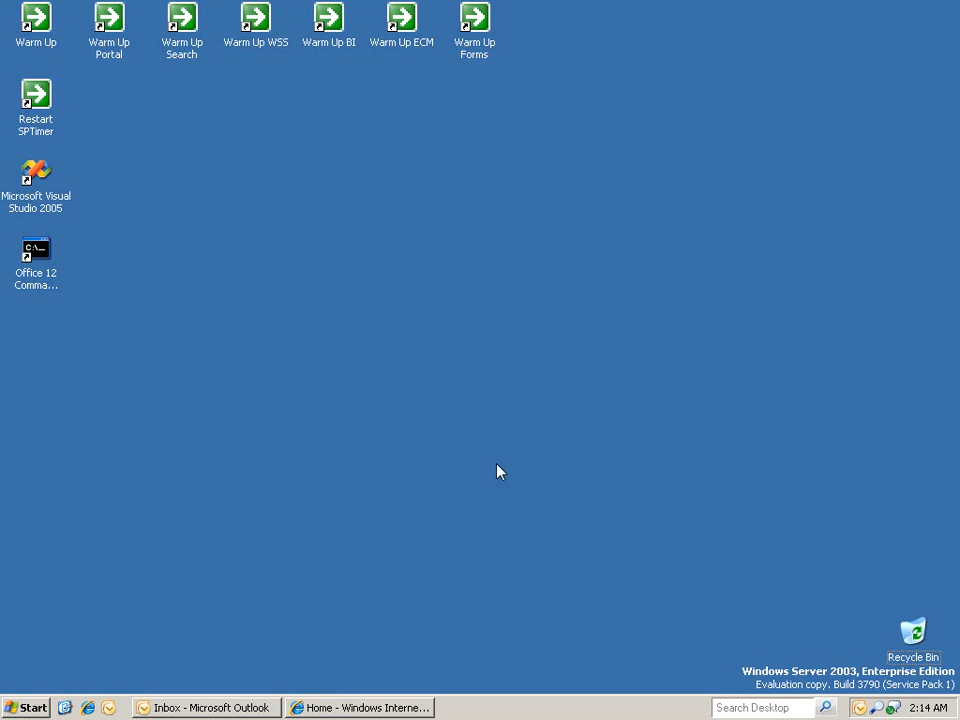 Warm Up
Warm Up
Portal
Warm Up
Search
Warm Up WSS
Warm Up BI
Warm Up ECM
Warm Up
Forms
Restart
SPTimer
Microsoft Visual
Studio 2005
C:\...
Office 12
Comma...
Recycle Bin
Windows Server 2003, Enterprise Edition
Evaluation copy. Build 3790 (Service Pack 1)
Start
Inbox - Microsoft Outlook
Home - Windows Interne...
Search Desktop
2:14 AM